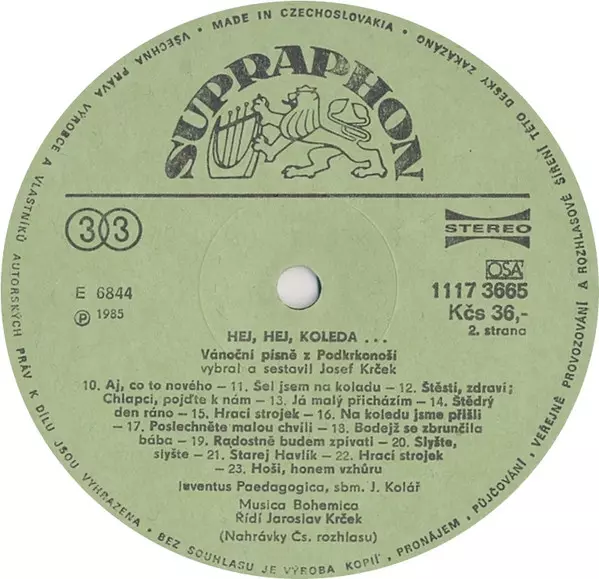 VŠECHNA PRÁVA VÝROBCE A VLASTNÍKŮ AUTORSKÝCH PRÁV K DÍLU JSOU VYHRAZENA • BEZ SOUHLASU JE VÝROBA KOPIÍ, PRONÁJEM, PŮJČOVÁNÍ, VEŘEJNÉ PROVOZOVÁNÍ A ROZHLASOVÉ ŠÍŘENÍ TÉTO DESKY ZAKÁZÁNO • MADE IN CZECHOSLOVAKIA •
SUPRAPHON
33
STEREO
OSA
E 6844
1117 3665
Ⓟ 1985
Kčs 36,-
2. strana
HEJ, HEJ, KOLEDA . . .
Vánoční písně z Podkrkonoší
vybral a sestavil Josef Krček
10. Aj, co to nového – 11. Šel jsem na koladu – 12. Štěstí, zdraví;
Chlapci, pojďte k nám – 13. Já malý přicházím – 14. Štědrý
den ráno – 15. Hrací strojek – 16. Na koledu jsme přišli
– 17. Poslechněte malou chvíli – 18. Bodejž se zbrunčila
bába – 19. Radostně budem zpívati – 20. Slyšte,
slyšte – 21. Starej Havlík – 22. Hrací strojek
– 23. Hoši, honem vzhůru
Iuventus Paedagogica, sbm. J. Kolář
Musica Bohemica
Řídí Jaroslav Krček
(Nahrávky Čs. rozhlasu)